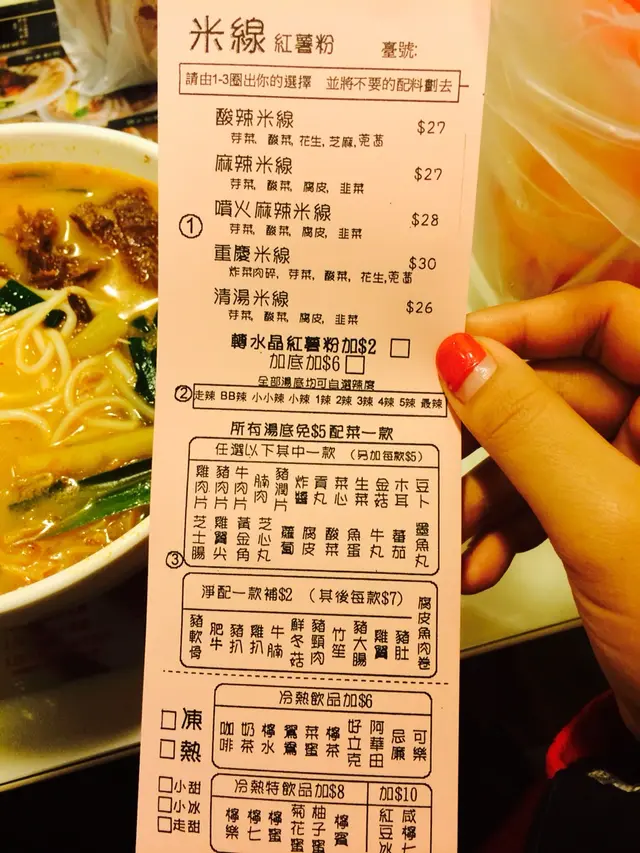 米線 紅薯粉 臺號:
請由1-3圈出你的選擇 並將不要的配料劃去
①
酸辣米線 $27
芽菜, 酸菜, 花生, 芝麻, 芫茜
麻辣米線 $27
芽菜, 酸菜, 腐皮, 韭菜
噴火麻辣米線 $28
芽菜, 酸菜, 腐皮, 韭菜
重慶米線 $30
炸菜肉碎, 芽菜, 酸菜, 花生, 芫茜
清湯米線 $26
芽菜, 酸菜, 腐皮, 韭菜
轉水晶紅薯粉加$2 □
加底加$6 □
全部湯底均可自選辣度
② 走辣 BB辣 小小辣 小辣 1辣 2辣 3辣 4辣 5辣 最辣
所有湯底免$5配菜一款
③
任選以下其中一款 (另加每款$5)
雞肉片 豬肉片 牛肉片 腩肉 豬潤片 炸醬 貢丸 菜心 生菜 金菇 木耳 豆卜
芝士腸 雞腎尖 黃金角 芝心丸 蘿蔔 腐皮 酸菜 魚蛋 牛丸 番茄 墨魚丸
淨配一款補$2 (其後每款$7)
豬軟骨 肥牛 豬扒 雞扒 牛腩 鮮冬菇 豬頸肉 竹笙 豬大腸 雞腎 豬肚 腐皮魚肉卷
冷熱飲品加$6
□凍
□熱
咖啡 奶茶 檸水 鴛鴦 菜蜜 檸茶 好立克 阿華田 忌廉 可樂
□小甜
□小冰
□走甜
冷熱特飲品加$8
檸樂 檸七 檸蜜 菊花蜜 柚子蜜 檸賓
加$10
紅豆冰 咸檸七